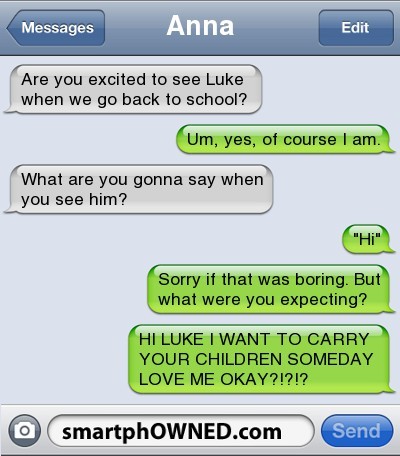 Messages
Anna
Edit
Are you excited to see Luke
when we go back to school?
Um, yes, of course I am.
What are you gonna say when
you see him?
"Hi"
Sorry if that was boring. But
what were you expecting?
HI LUKE I WANT TO CARRY
YOUR CHILDREN SOMEDAY
LOVE ME OKAY?!?!?
smartphOWNED.com
Send